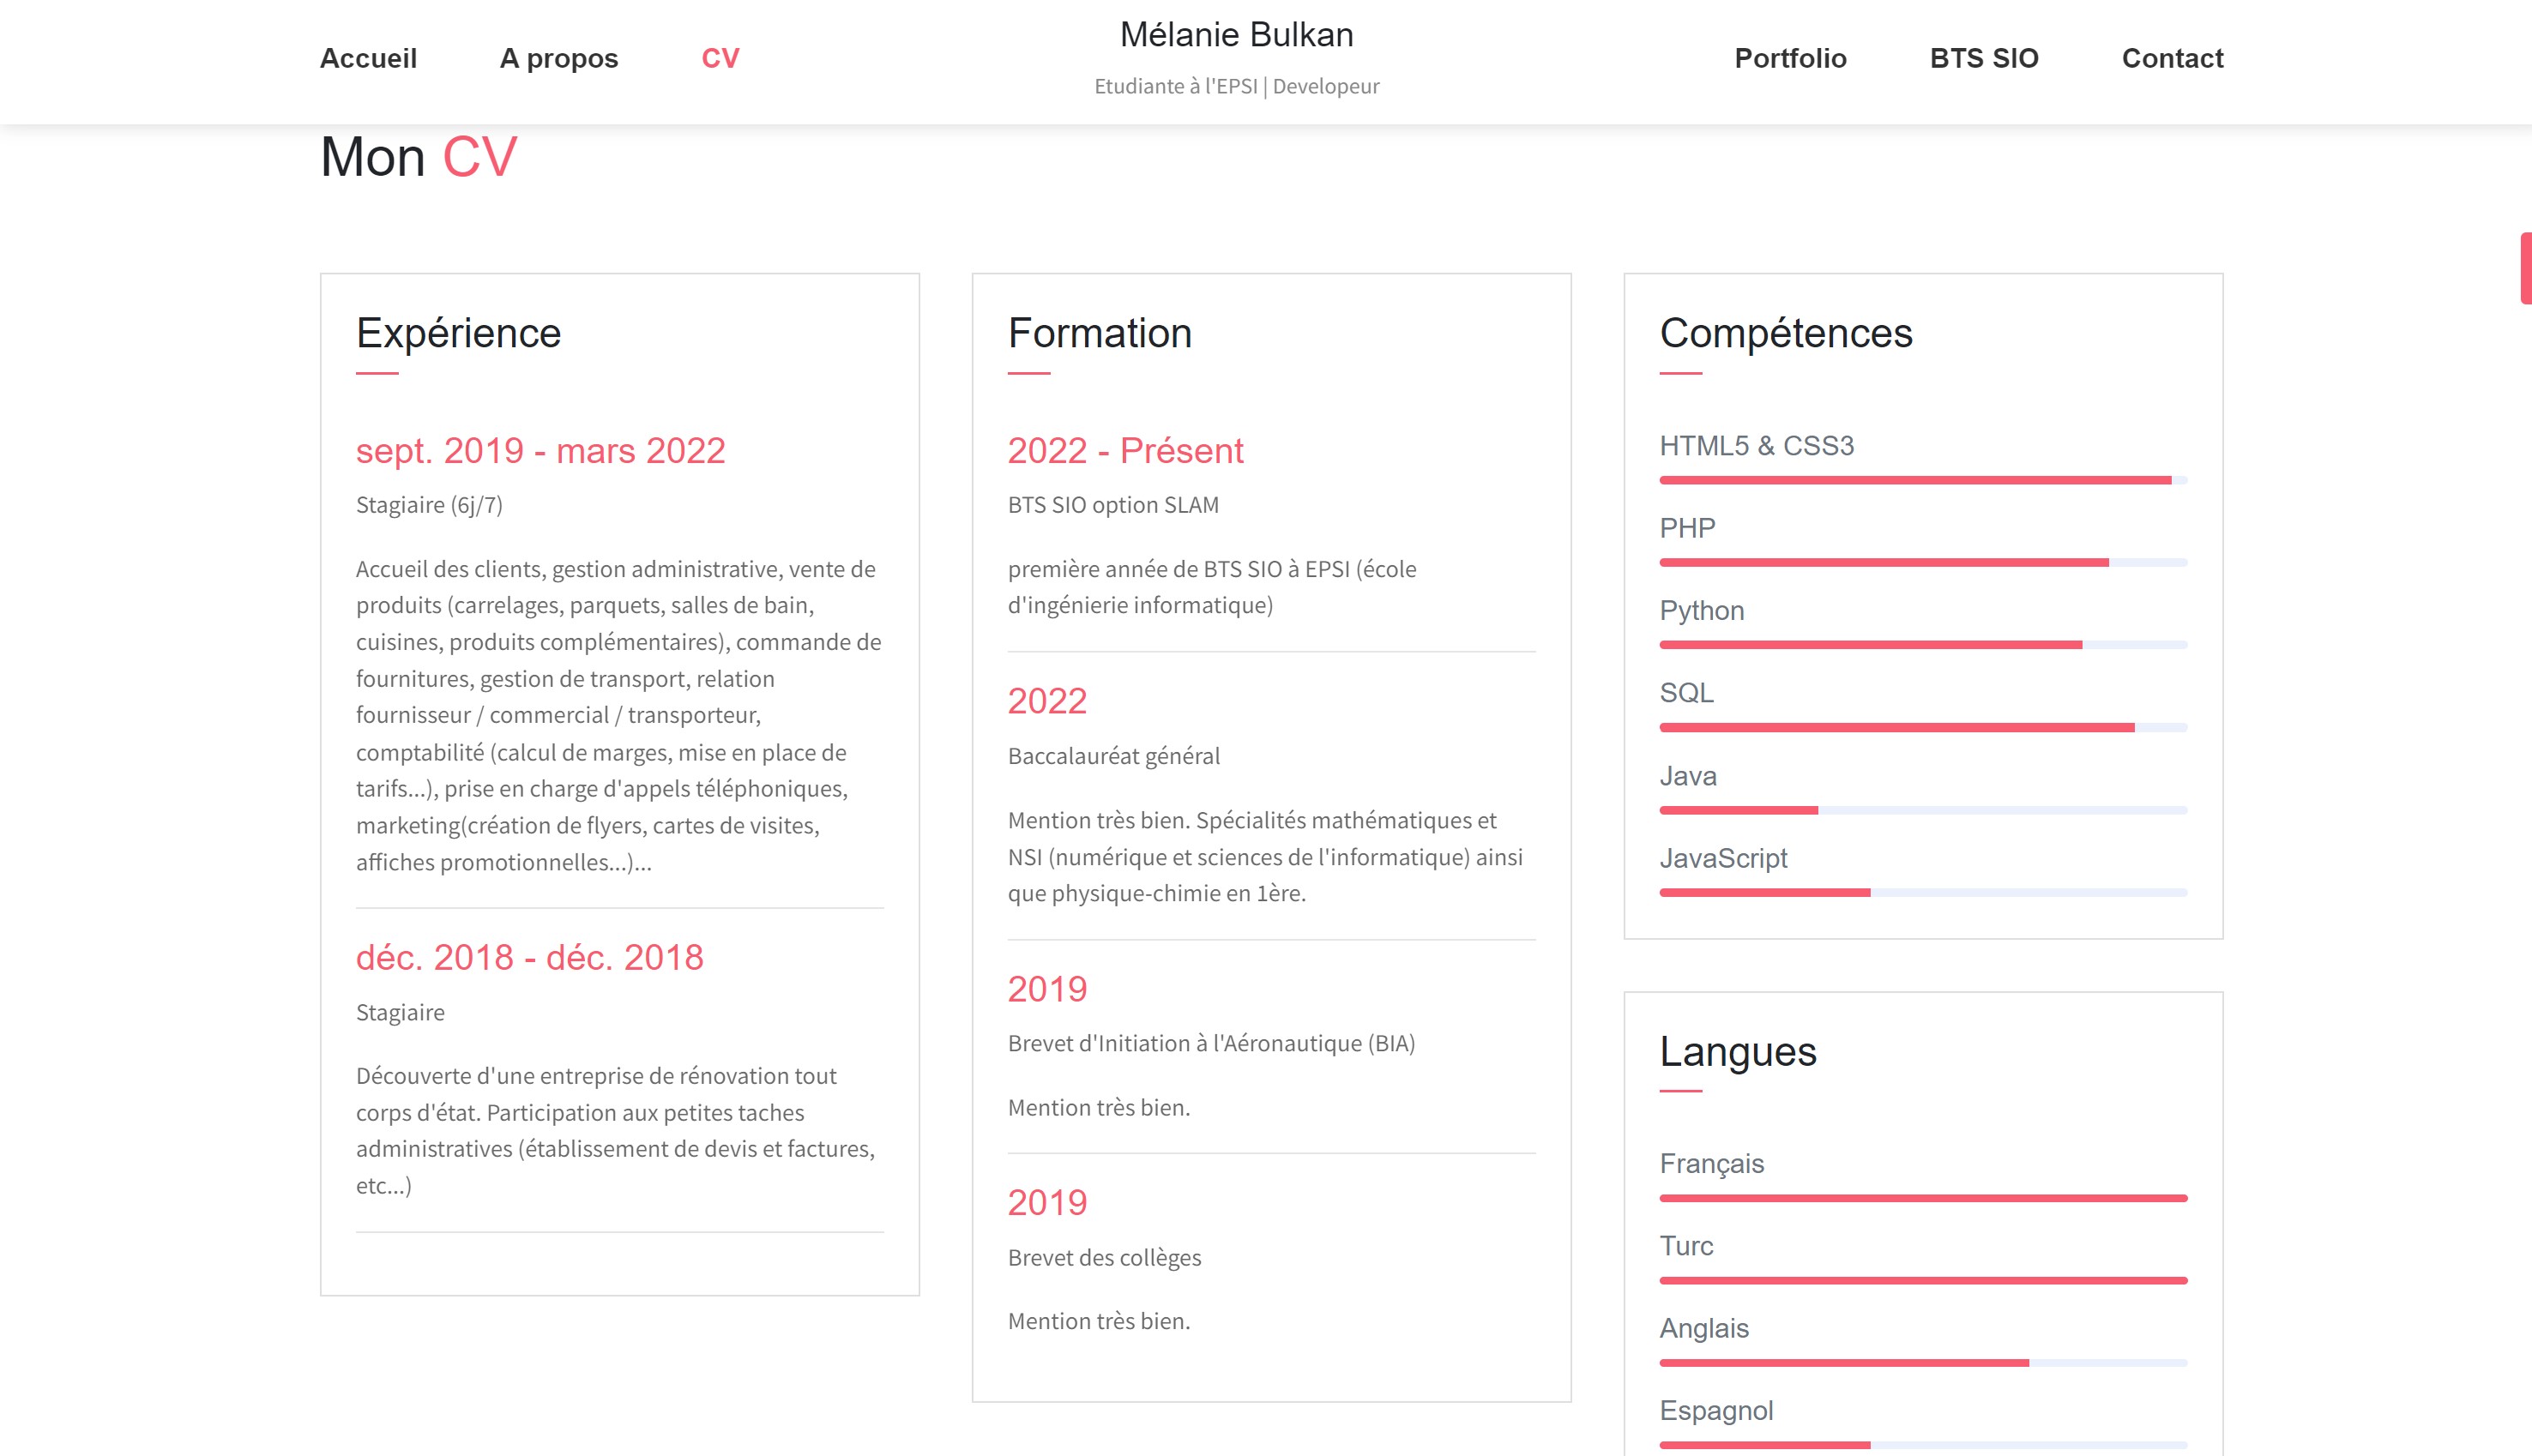 Accueil
A propos
CV
Mélanie Bulkan
Etudiante à l'EPSI | Developeur
Portfolio
BTS SIO
Contact
Mon CV
Expérience
sept. 2019 - mars 2022
Stagiaire (6j/7)
Accueil des clients, gestion administrative, vente de
produits (carrelages, parquets, salles de bain,
cuisines, produits complémentaires), commande de
fournitures, gestion de transport, relation
fournisseur / commercial / transporteur,
comptabilité (calcul de marges, mise en place de
tarifs...), prise en charge d'appels téléphoniques,
marketing(création de flyers, cartes de visites,
affiches promotionnelles...)...
déc. 2018 - déc. 2018
Stagiaire
Découverte d'une entreprise de rénovation tout
corps d'état. Participation aux petites taches
administratives (établissement de devis et factures,
etc...)
Formation
2022 - Présent
BTS SIO option SLAM
première année de BTS SIO à EPSI (école
d'ingénierie informatique)
2022
Baccalauréat général
Mention très bien. Spécialités mathématiques et
NSI (numérique et sciences de l'informatique) ainsi
que physique-chimie en 1ère.
2019
Brevet d'Initiation à l'Aéronautique (BIA)
Mention très bien.
2019
Brevet des collèges
Mention très bien.
Compétences
HTML5 & CSS3
PHP
Python
SQL
Java
JavaScript
Langues
Français
Turc
Anglais
Espagnol